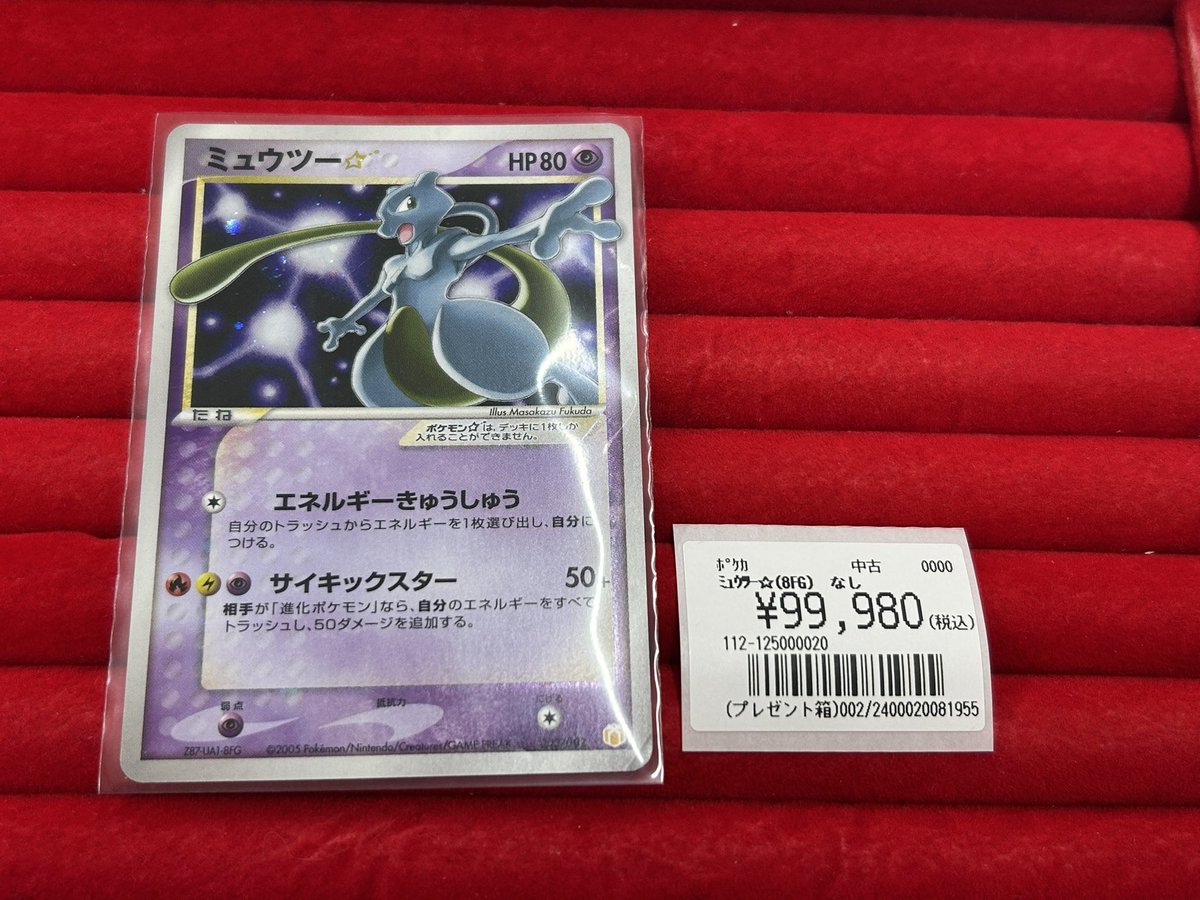 ミュウツー☆
HP80
たね
Illus.Masakazu Fukuda
ポケモン☆は、デッキに1枚しか
入れることができません。
エネルギーきゅうしゅう
自分のトラッシュからエネルギーを1枚選び出し、自分に
つける。
サイキックスター 50+
相手が「進化ポケモン」なら、自分のエネルギーをすべて
トラッシュし、50ダメージを追加する。
弱点 抵抗力 にげる
Z87-UA1-8FG ©2005 Pokémon/Nintendo/Creatures/GAME FREAK 002/002
ﾎﾟｹｶ 中古 0000
ﾐｭｳﾂｰ☆(8FG) なし
¥99,980(税込)
112-125000020
(プレゼント箱)002/2400020081955